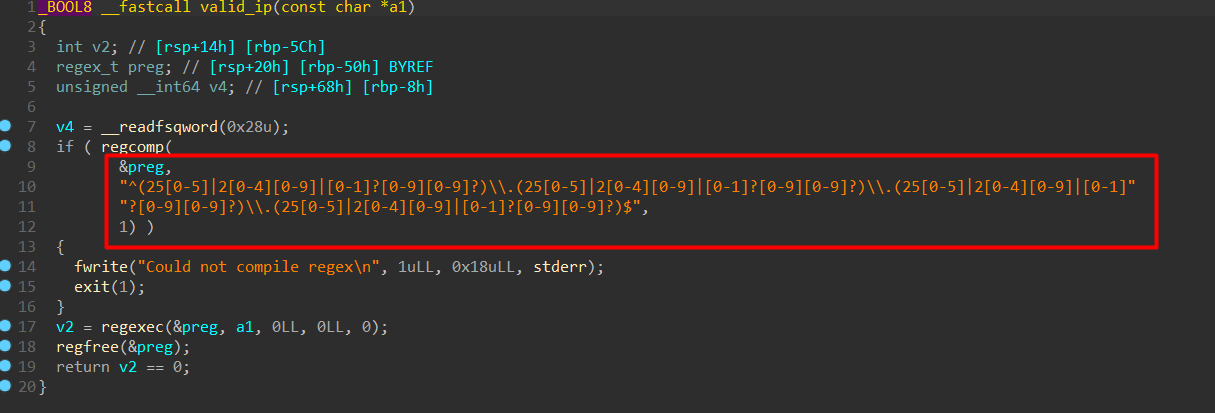 1 _BOOL8 __fastcall valid_ip(const char *a1)
2 {
3   int v2; // [rsp+14h] [rbp-5Ch]
4   regex_t preg; // [rsp+20h] [rbp-50h] BYREF
5   unsigned __int64 v4; // [rsp+68h] [rbp-8h]
6
7   v4 = __readfsqword(0x28u);
8   if ( regcomp(
9          &preg,
10         "^(25[0-5]|2[0-4][0-9]|[0-1]?[0-9][0-9]?)\\.(25[0-5]|2[0-4][0-9]|[0-1]?[0-9][0-9]?)\\.(25[0-5]|2[0-4][0-9]|[0-1]"
11         "?[0-9][0-9]?)\\.(25[0-5]|2[0-4][0-9]|[0-1]?[0-9][0-9]?)$",
12         1) )
13   {
14     fwrite("Could not compile regex\n", 1uLL, 0x18uLL, stderr);
15     exit(1);
16   }
17   v2 = regexec(&preg, a1, 0LL, 0LL, 0);
18   regfree(&preg);
19   return v2 == 0;
20 }